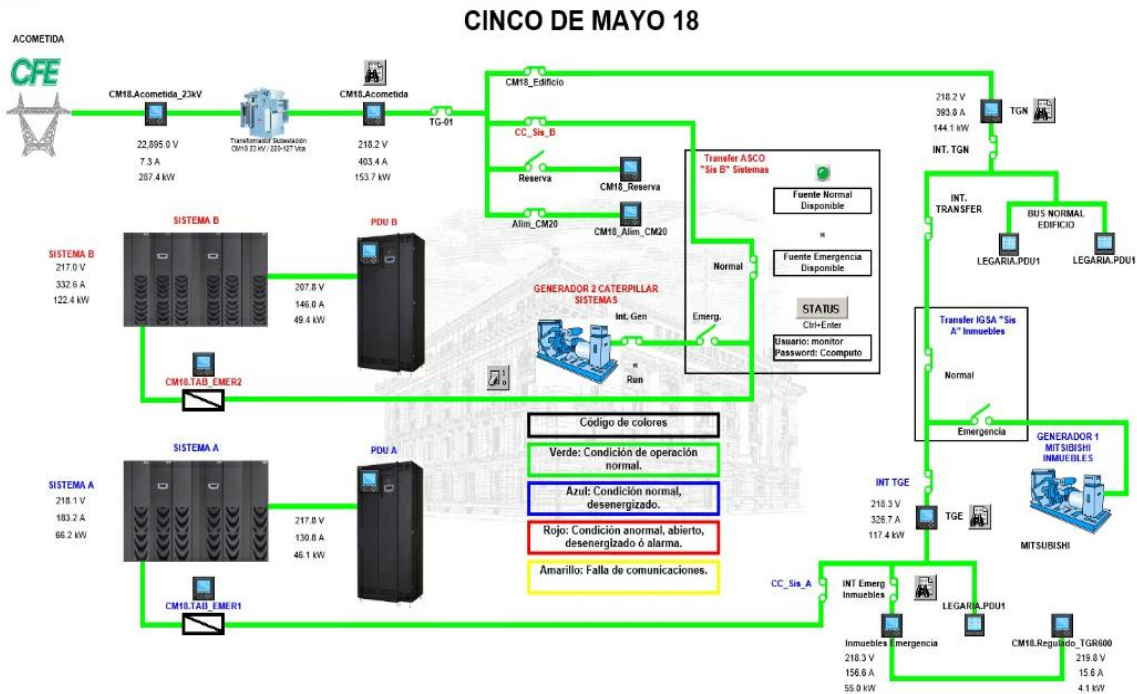 CINCO DE MAYO 18
ACOMETIDA
CFE
CM18.Acometida_23kV
22,895.0 V
7.3 A
287.4 kW
Transformador Subestación
CM18 23 kV / 220-127 Vca
CM18.Acometida
218.2 V
403.4 A
153.7 kW
TG-01
CM18_Edificio
CC_Sis_B
Reserva
CM18_Reserva
Alim_CM20
CM18_Alim_CM20
218.2 V
393.8 A
144.1 kW
TGN
INT. TGN
INT.
TRANSFER
BUS NORMAL
EDIFICIO
LEGARIA.PDU1
LEGARIA.PDU1
Transfer ASCO
"Sis B" Sistemas
Fuente Normal
Disponible
Fuente Emergencia
Disponible
STATUS
Ctrl+Enter
Usuario: monitor
Password: Ccomputo
Normal
Emerg.
GENERADOR 2 CATERPILLAR
SISTEMAS
Int. Gen
Run
SISTEMA B
SISTEMA B
217.0 V
332.6 A
122.4 kW
PDU B
207.8 V
146.0 A
49.4 kW
CM18.TAB_EMER2
Código de colores
Verde: Condición de operación
normal.
Azul: Condición normal,
desenergizado.
Rojo: Condición anormal, abierto,
desenergizado ó alarma.
Amarillo: Falla de comunicaciones.
SISTEMA A
SISTEMA A
218.1 V
183.2 A
66.2 kW
PDU A
217.8 V
130.8 A
46.1 kW
CM18.TAB_EMER1
Transfer IGSA "Sis
A" Inmuebles
Normal
Emergencia
GENERADOR 1
MITSIBISHI
INMUEBLES
MITSUBISHI
INT TGE
218.3 V
326.7 A
117.4 kW
TGE
CC_Sis_A
INT Emerg
Inmuebles
LEGARIA.PDU1
Inmuebles Emergencia
218.3 V
156.6 A
55.0 kW
CM18.Regulado_TGR600
219.8 V
15.6 A
4.1 kW